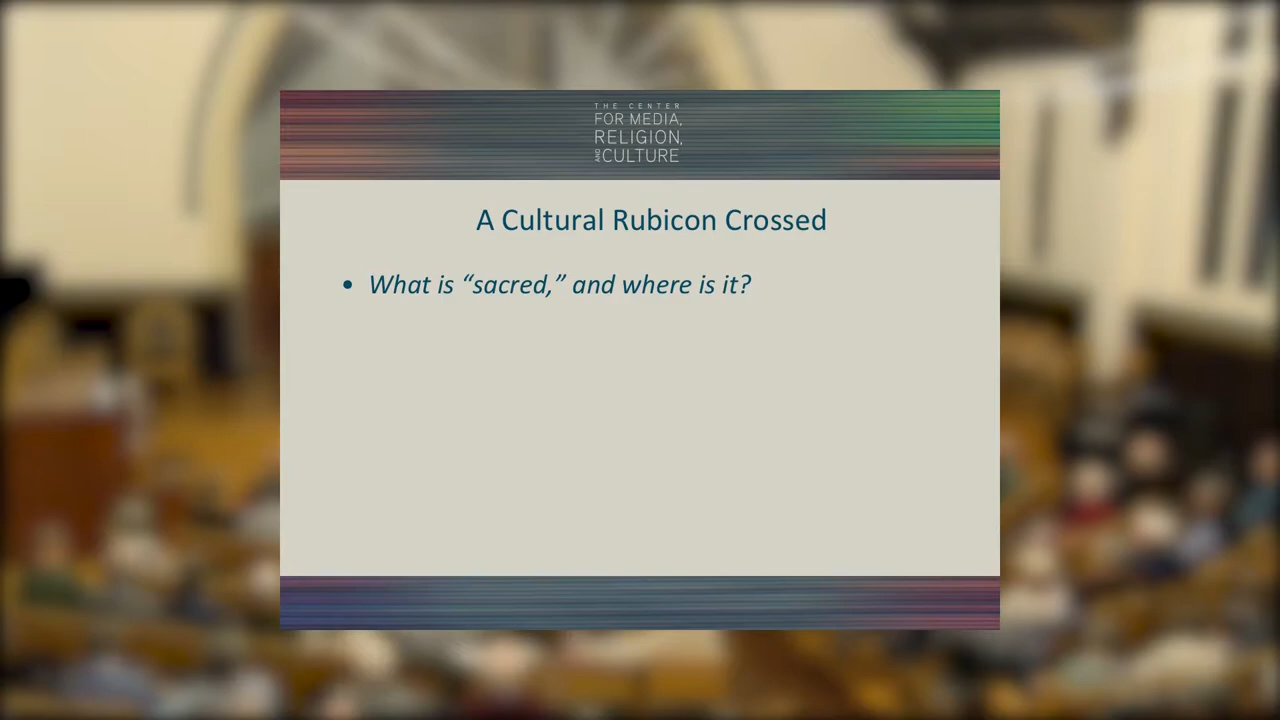 THE CENTER
FOR MEDIA,
RELIGION,
AND CULTURE
A Cultural Rubicon Crossed
• What is “sacred,” and where is it?